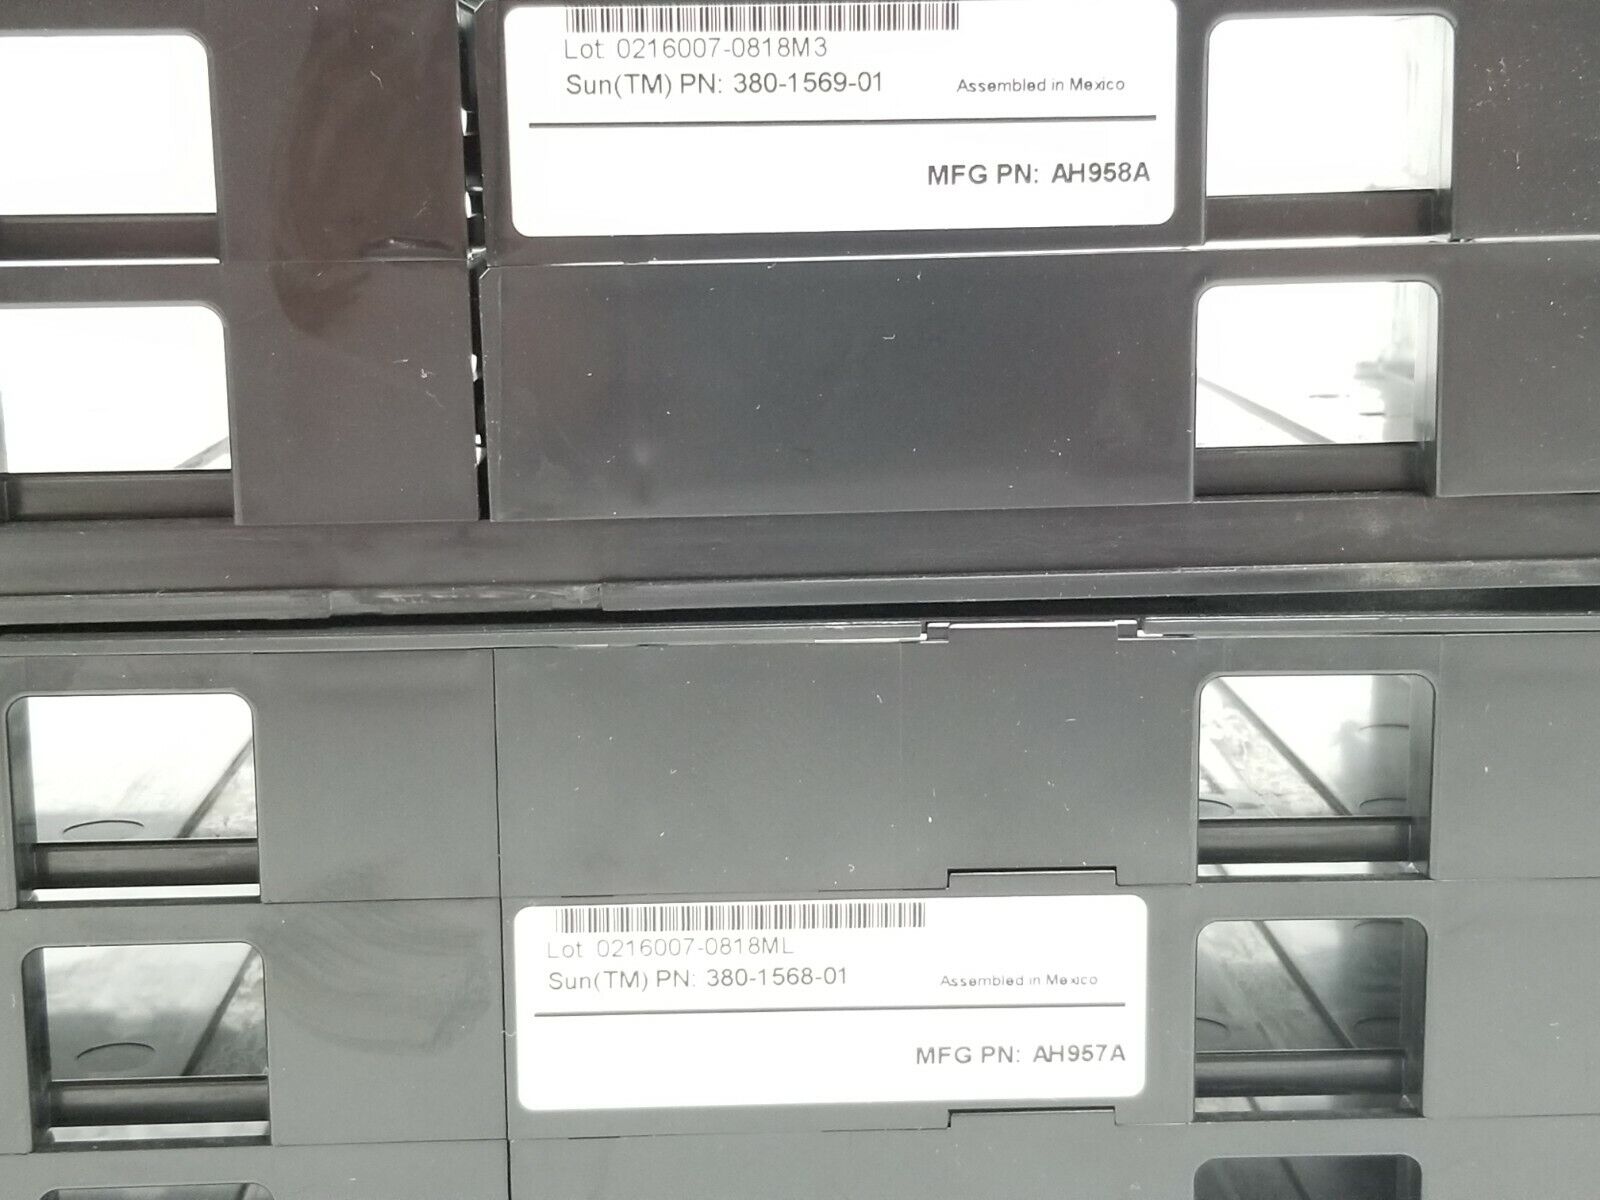 Lot 0216007-0818M3
Sun(TM) PN: 380-1569-01 Assembled in Mexico
MFG PN: AH958A
Lot 0216007-0818ML
Sun(TM) PN: 380-1568-01 Assembled in Mexico
MFG PN: AH957A